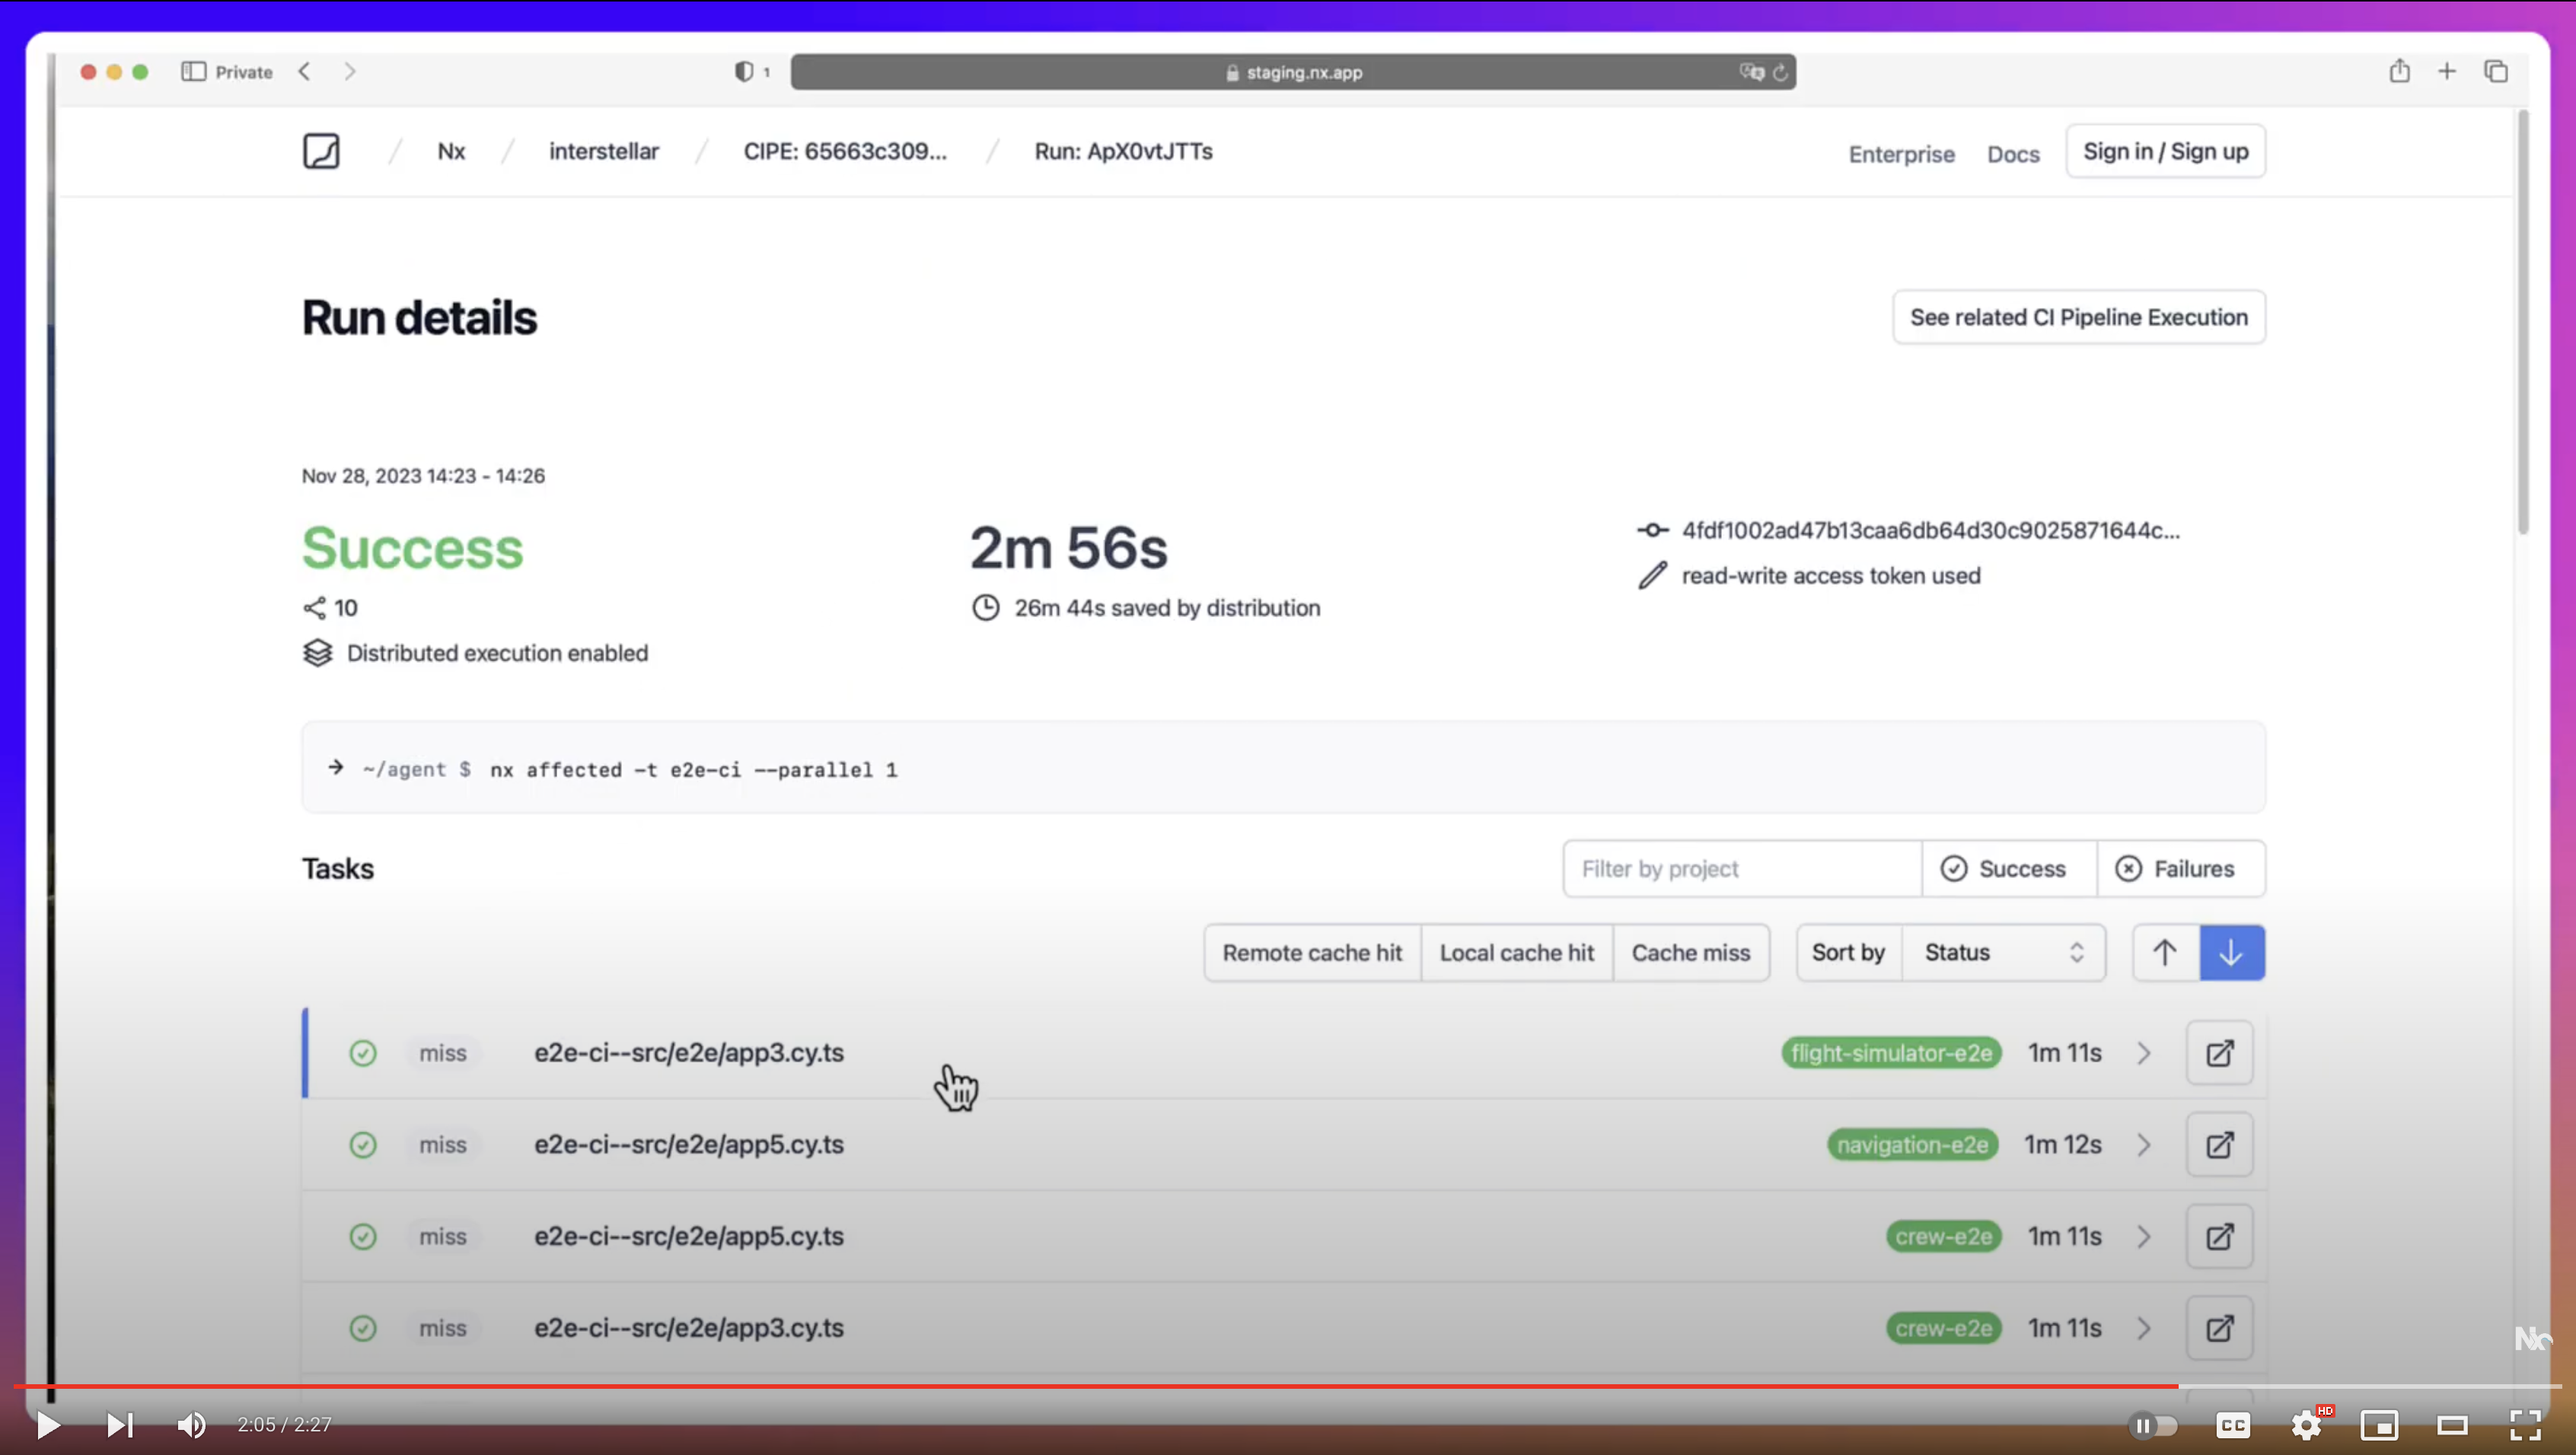 Private
1
staging.nx.app
/ Nx / interstellar / CIPE: 65663c309... / Run: ApX0vtJTTs
Enterprise Docs Sign in / Sign up
Run details
See related CI Pipeline Execution
Nov 28, 2023 14:23 - 14:26
Success
2m 56s
4fdf1002ad47b13caa6db64d30c9025871644c...
read-write access token used
10
26m 44s saved by distribution
Distributed execution enabled
~/agent $ nx affected -t e2e-ci --parallel 1
Tasks
Filter by project Success Failures
Remote cache hit Local cache hit Cache miss Sort by Status
miss e2e-ci--src/e2e/app3.cy.ts flight-simulator-e2e 1m 11s
miss e2e-ci--src/e2e/app5.cy.ts navigation-e2e 1m 12s
miss e2e-ci--src/e2e/app5.cy.ts crew-e2e 1m 11s
miss e2e-ci--src/e2e/app3.cy.ts crew-e2e 1m 11s
Nx
2:05 / 2:27
CC
HD